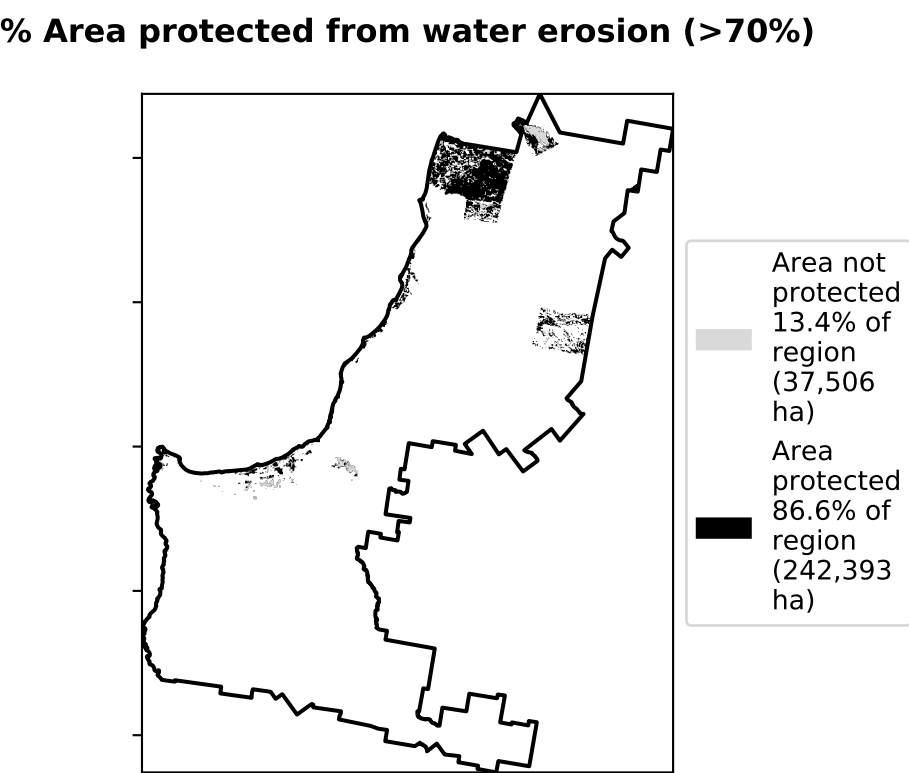 % Area protected from water erosion (>70%)
Area not
protected
13.4% of
region
(37,506
ha)
Area
protected
86.6% of
region
(242,393
ha)